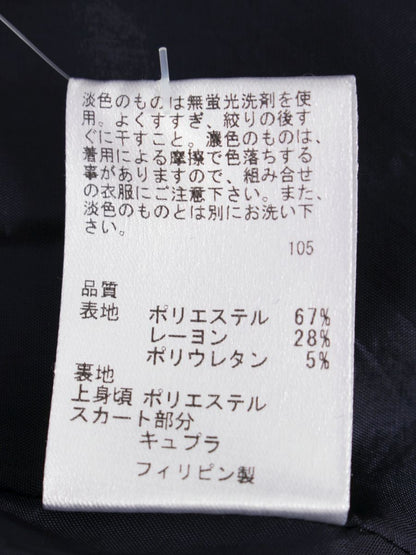 淡色のものは無蛍光洗剤を使
用。よくすすぎ、絞りの後す
ぐに干すこと。濃色のものは、
着用による摩擦で色落ちする
事がありますので、組み合せ
の衣服にご注意下さい。また、
淡色のものとは別にお洗い下
さい。
105
品質
表地 ポリエステル 67%
レーヨン 28%
ポリウレタン 5%
裏地
上身頃 ポリエステル
スカート部分
キュプラ
フィリピン製